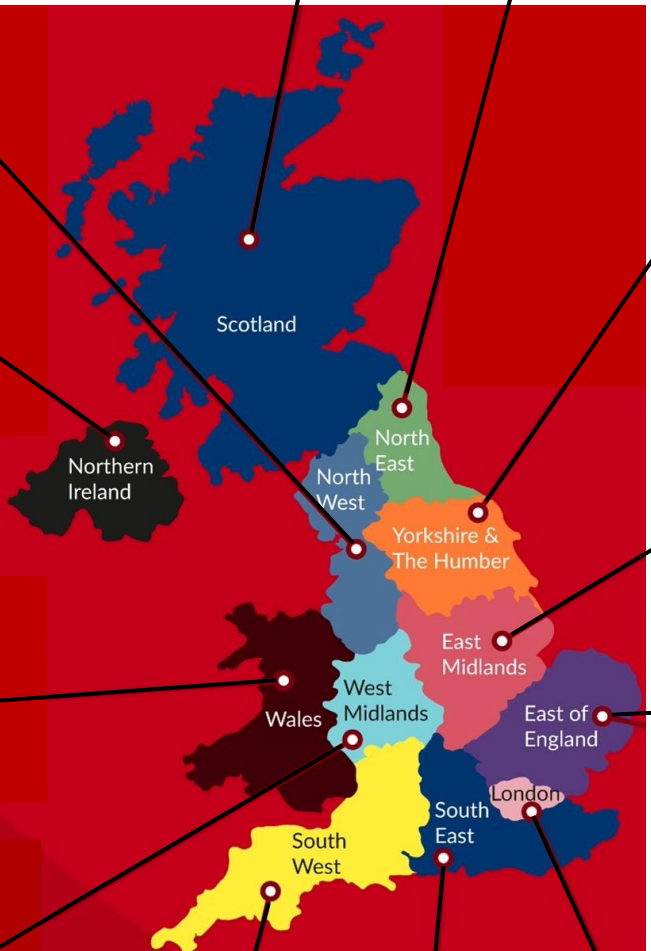 Scotland
North
East
Northern
Ireland
North
West
Yorkshire &
The Humber
East
Midlands
West
Midlands
Wales
East of
England
London
South
East
South
West